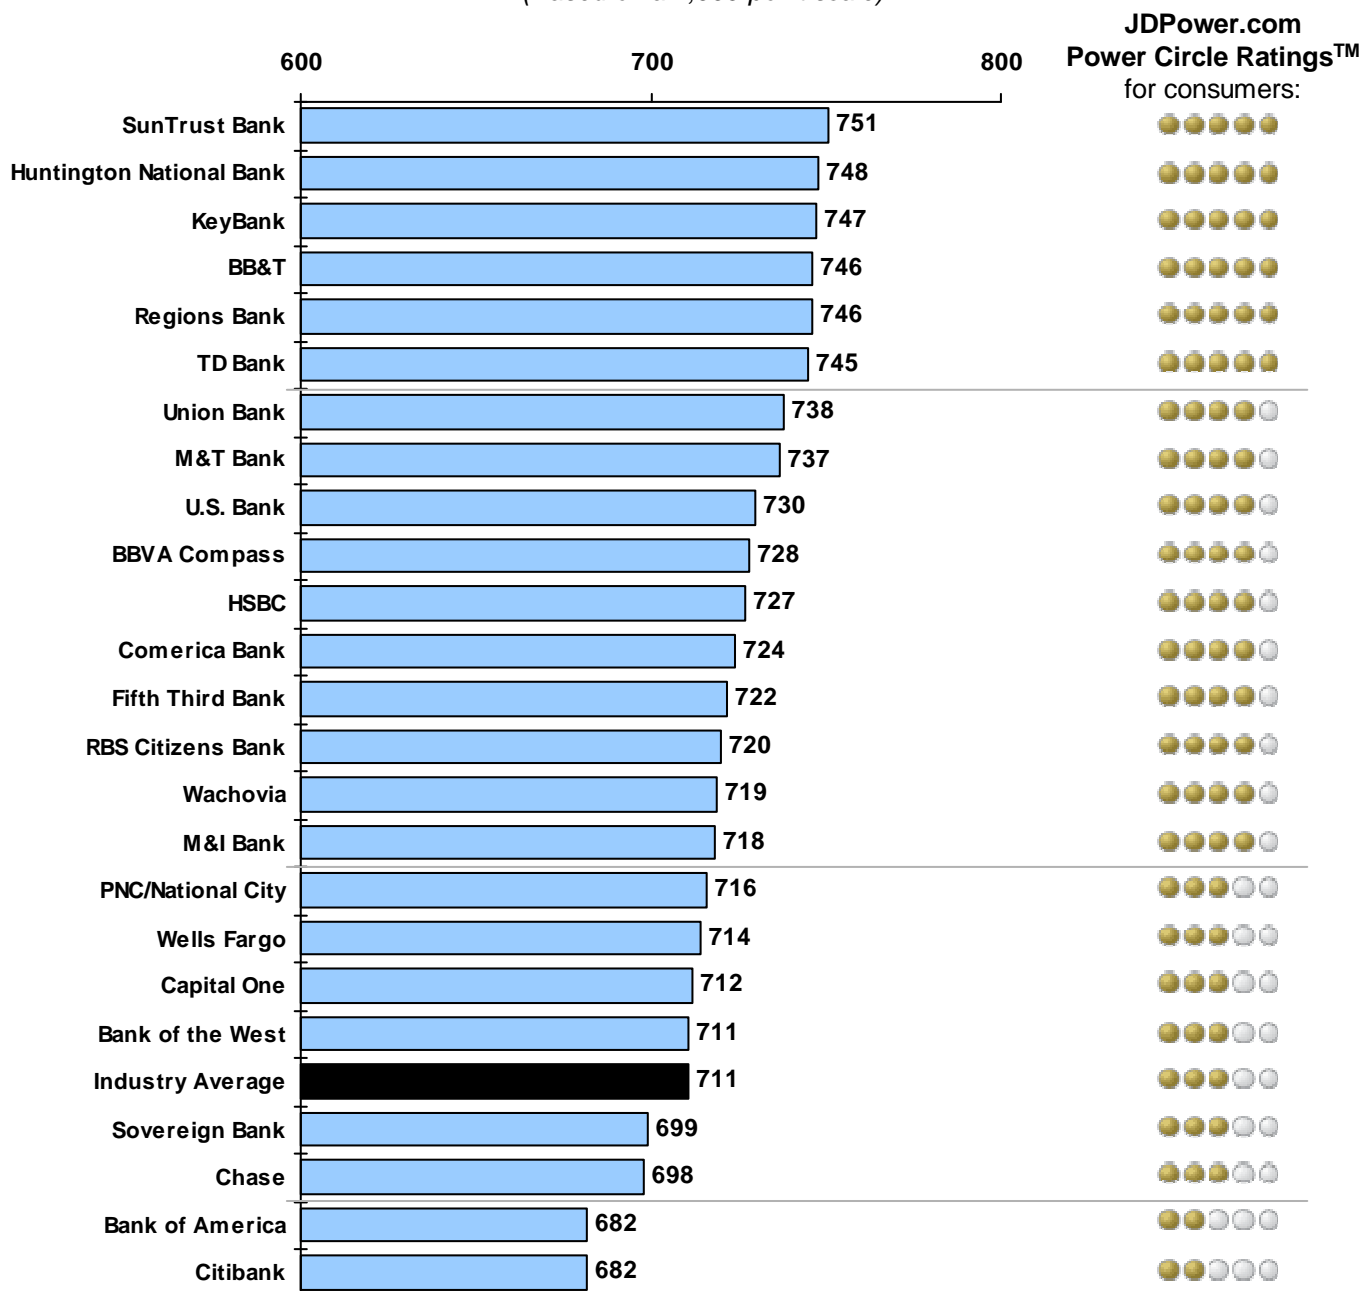 JDPower.com
Power Circle Ratings™
for consumers:
600 700 800
SunTrust Bank 751
Huntington National Bank 748
KeyBank 747
BB&T 746
Regions Bank 746
TD Bank 745
Union Bank 738
M&T Bank 737
U.S. Bank 730
BBVA Compass 728
HSBC 727
Comerica Bank 724
Fifth Third Bank 722
RBS Citizens Bank 720
Wachovia 719
M&I Bank 718
PNC/National City 716
Wells Fargo 714
Capital One 712
Bank of the West 711
Industry Average 711
Sovereign Bank 699
Chase 698
Bank of America 682
Citibank 682